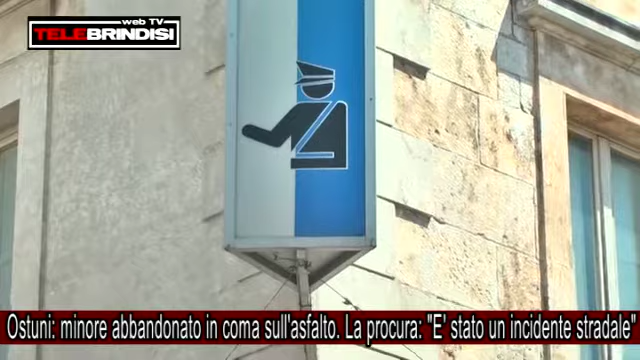 web TV
TELEBRINDISI
Ostuni: minore abbandonato in coma sull'asfalto. La procura: "E' stato un incidente stradale"